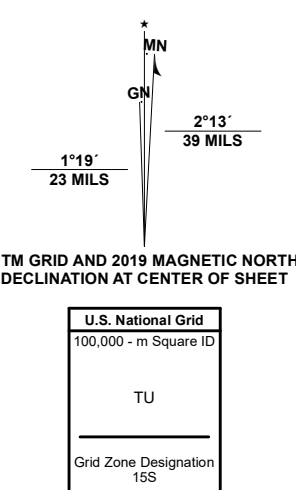 MN
GN
2°13´
39 MILS
1°19´
23 MILS
TM GRID AND 2019 MAGNETIC NORTH
DECLINATION AT CENTER OF SHEET
U.S. National Grid
100,000 - m Square ID
TU
Grid Zone Designation
15S